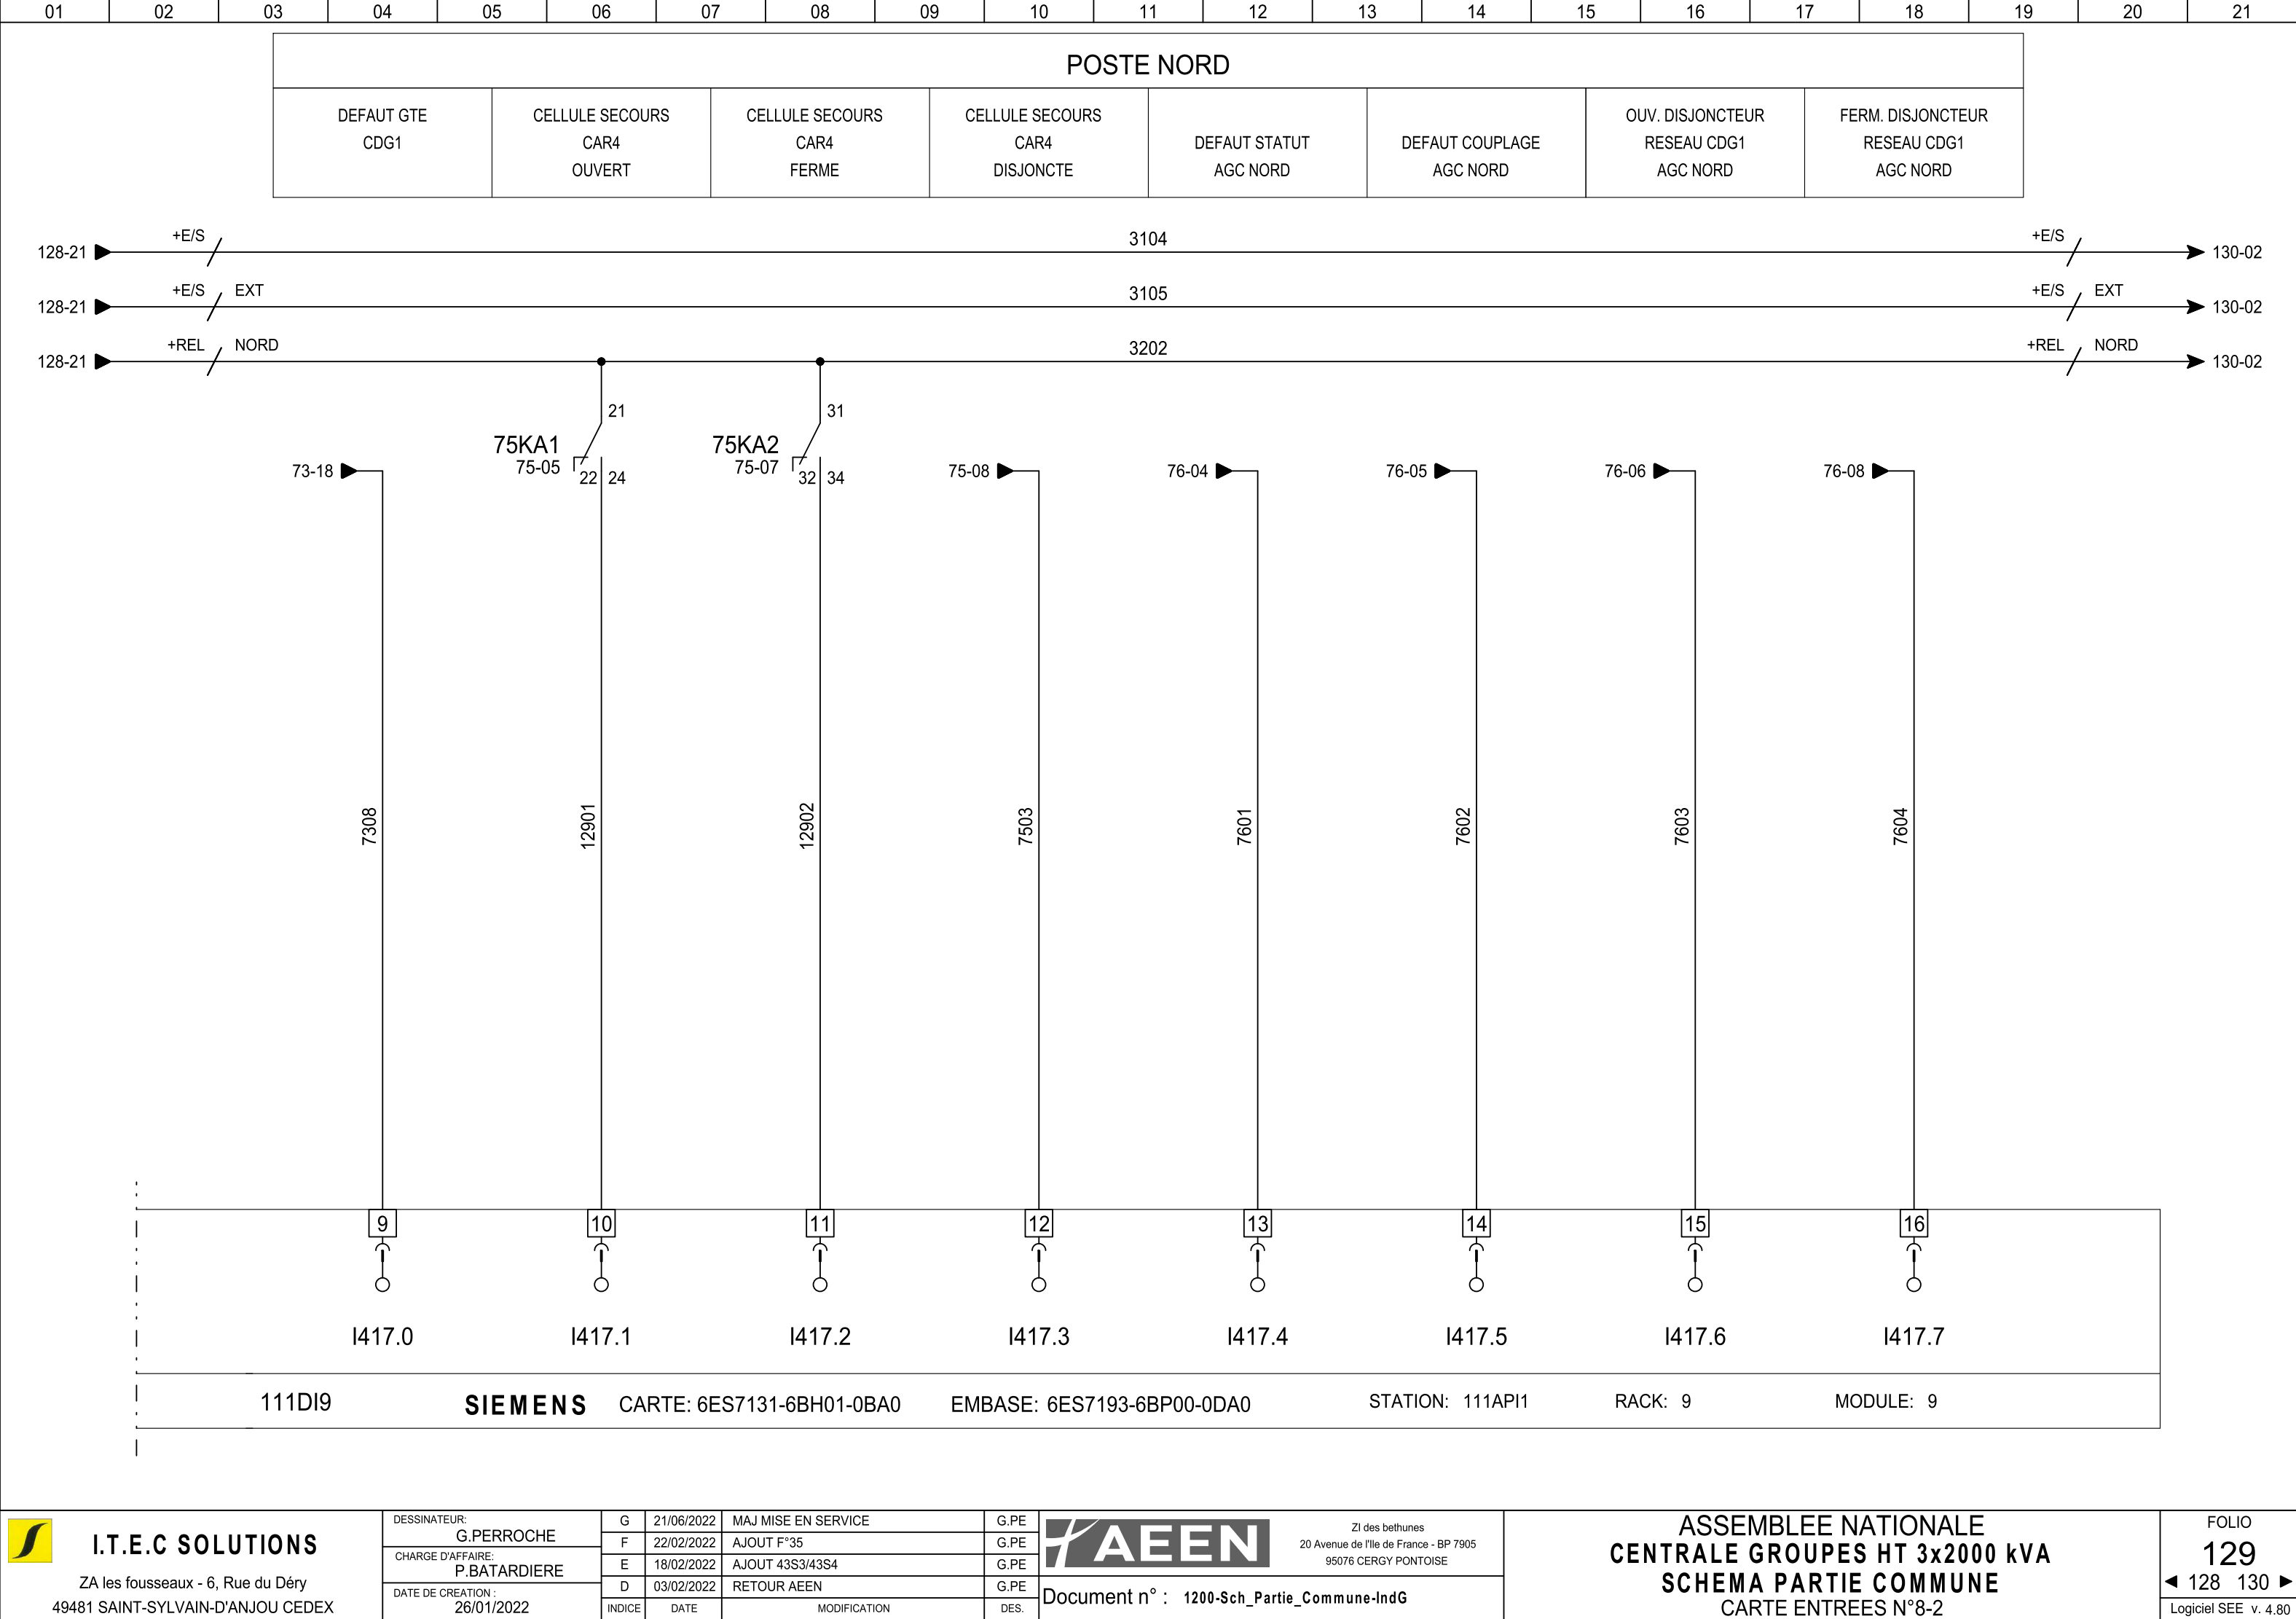 01 02 03 04 05 06 07 08 09 10 11 12 13 14 15 16 17 18 19 20 21
POSTE NORD
DEFAUT GTE
CDG1
CELLULE SECOURS
CAR4
OUVERT
CELLULE SECOURS
CAR4
FERME
CELLULE SECOURS
CAR4
DISJONCTE
DEFAUT STATUT
AGC NORD
DEFAUT COUPLAGE
AGC NORD
OUV. DISJONCTEUR
RESEAU CDG1
AGC NORD
FERM. DISJONCTEUR
RESEAU CDG1
AGC NORD
128-21 +E/S 3104 +E/S 130-02
128-21 +E/S EXT 3105 +E/S EXT 130-02
128-21 +REL NORD 3202 +REL NORD 130-02
21 31
75KA1 75KA2
75-05 75-07
22 24 32 34
73-18 75-08 76-04 76-05 76-06 76-08
7308 12901 12902 7503 7601 7602 7603 7604
9 10 11 12 13 14 15 16
I417.0 I417.1 I417.2 I417.3 I417.4 I417.5 I417.6 I417.7
111DI9 SIEMENS CARTE: 6ES7131-6BH01-0BA0 EMBASE: 6ES7193-6BP00-0DA0 STATION: 111API1 RACK: 9 MODULE: 9
I.T.E.C SOLUTIONS
ZA les fousseaux - 6, Rue du Déry
49481 SAINT-SYLVAIN-D'ANJOU CEDEX
DESSINATEUR:
G.PERROCHE
CHARGE D'AFFAIRE:
P.BATARDIERE
DATE DE CREATION :
26/01/2022
G 21/06/2022 MAJ MISE EN SERVICE G.PE
F 22/02/2022 AJOUT F°35 G.PE
E 18/02/2022 AJOUT 43S3/43S4 G.PE
D 03/02/2022 RETOUR AEEN G.PE
INDICE DATE MODIFICATION DES.
AEEN
ZI des bethunes
20 Avenue de l'Ile de France - BP 7905
95076 CERGY PONTOISE
Document n° : 1200-Sch_Partie_Commune-IndG
ASSEMBLEE NATIONALE
CENTRALE GROUPES HT 3x2000 kVA
SCHEMA PARTIE COMMUNE
CARTE ENTREES N°8-2
FOLIO
129
128 130
Logiciel SEE v. 4.80